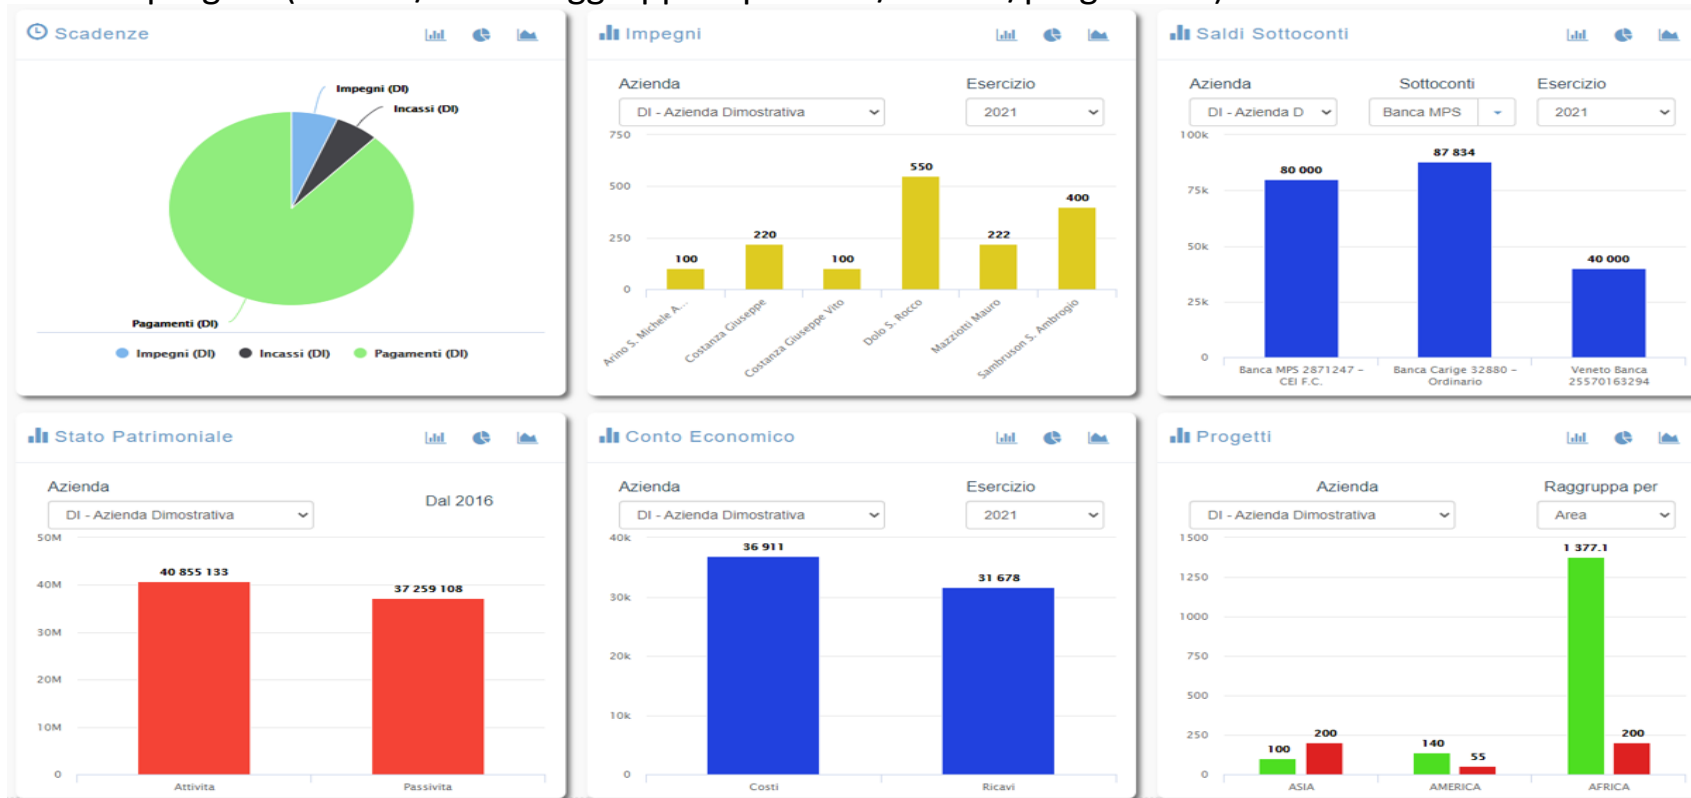 Scadenze
Impegni (DI)
Incassi (DI)
Pagamenti (DI)
Impegni (DI) Incassi (DI) Pagamenti (DI)
Impegni
Azienda Esercizio
DI - Azienda Dimostrativa 2021
750
500
250
0
100
220
100
550
222
400
Arino S. Michele A...
Costanza Giuseppe
Costanza Giuseppe Vito
Dolo S. Rocco
Mazziotti Mauro
Sambruson S. Ambrogio
Saldi Sottoconti
Azienda Sottoconti Esercizio
DI - Azienda D Banca MPS 2021
100k
75k
50k
25k
0
80 000
87 834
40 000
Banca MPS 2871247 –
CEI F.C.
Banca Carige 32880 –
Ordinario
Veneto Banca
25570163294
Stato Patrimoniale
Azienda
Dal 2016
DI - Azienda Dimostrativa
50M
40M
30M
20M
10M
0
40 855 133
37 259 108
Attivita Passivita
Conto Economico
Azienda Esercizio
DI - Azienda Dimostrativa 2021
40k
30k
20k
10k
0
36 911
31 678
Costi Ricavi
Progetti
Azienda Raggruppa per
DI - Azienda Dimostrativa Area
1500
1250
1000
750
500
250
0
100
200
140
55
1 377.1
200
ASIA AMERICA AFRICA